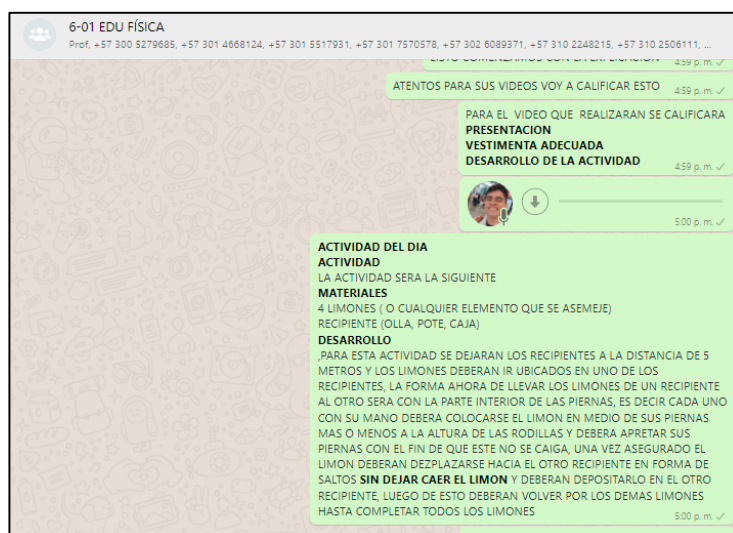 6-01 EDU FÍSICA
Prof, +57 300 5279685, +57 301 4668124, +57 301 5517931, +57 301 7570578, +57 302 6089371, +57 310 2248215, +57 310 2506111, ...
LISTO COMENZAMOS CON LA EXPLICACION 4:59 p. m.
ATENTOS PARA SUS VIDEOS VOY A CALIFICAR ESTO 4:59 p. m.
PARA EL VIDEO QUE REALIZARAN SE CALIFICARA
PRESENTACION
VESTIMENTA ADECUADA
DESARROLLO DE LA ACTIVIDAD
4:59 p. m.
5:00 p. m.
ACTIVIDAD DEL DIA
ACTIVIDAD
LA ACTIVIDAD SERA LA SIGUIENTE
MATERIALES
4 LIMONES ( O CUALQUIER ELEMENTO QUE SE ASEMEJE)
RECIPIENTE (OLLA, POTE, CAJA)
DESARROLLO
,PARA ESTA ACTIVIDAD SE DEJARAN LOS RECIPIENTES A LA DISTANCIA DE 5
METROS Y LOS LIMONES DEBERAN IR UBICADOS EN UNO DE LOS
RECIPIENTES, LA FORMA AHORA DE LLEVAR LOS LIMONES DE UN RECIPIENTE
AL OTRO SERA CON LA PARTE INTERIOR DE LAS PIERNAS, ES DECIR CADA UNO
CON SU MANO DEBERA COLOCARSE EL LIMON EN MEDIO DE SUS PIERNAS
MAS O MENOS A LA ALTURA DE LAS RODILLAS Y DEBERA APRETAR SUS
PIERNAS CON EL FIN DE QUE ESTE NO SE CAIGA, UNA VEZ ASEGURADO EL
LIMON DEBERAN DEZPLAZARSE HACIA EL OTRO RECIPIENTE EN FORMA DE
SALTOS SIN DEJAR CAER EL LIMON Y DEBERAN DEPOSITARLO EN EL OTRO
RECIPIENTE, LUEGO DE ESTO DEBERAN VOLVER POR LOS DEMAS LIMONES
HASTA COMPLETAR TODOS LOS LIMONES
5:00 p. m.